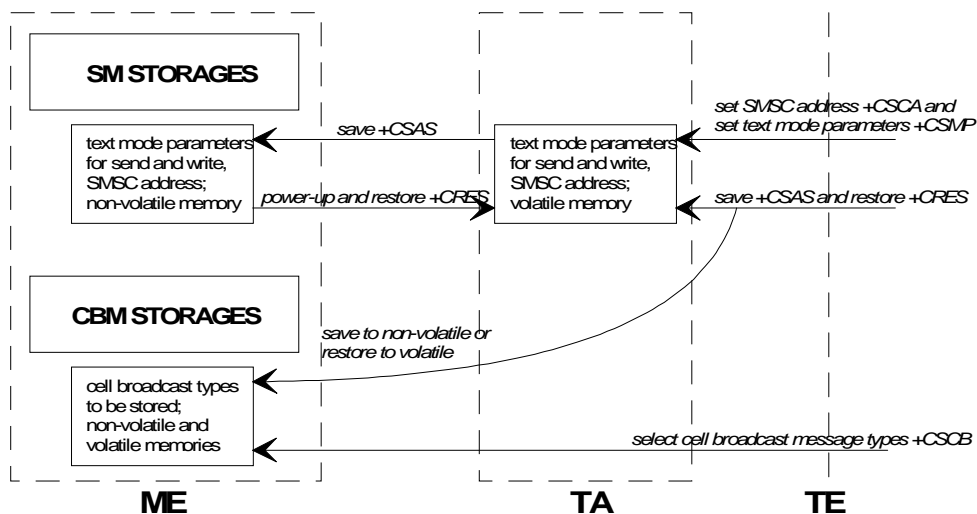 SM STORAGES
text mode parameters
for send and write,
SMSC address;
non-volatile memory
save +CSAS
power-up and restore +CRES
text mode parameters
for send and write,
SMSC address;
volatile memory
set SMSC address +CSCA and
set text mode parameters +CSMP
save +CSAS and restore +CRES
CBM STORAGES
save to non-volatile or
restore to volatile
cell broadcast types
to be stored;
non-volatile and
volatile memories
select cell broadcast message types +CSCB
ME
TA
TE